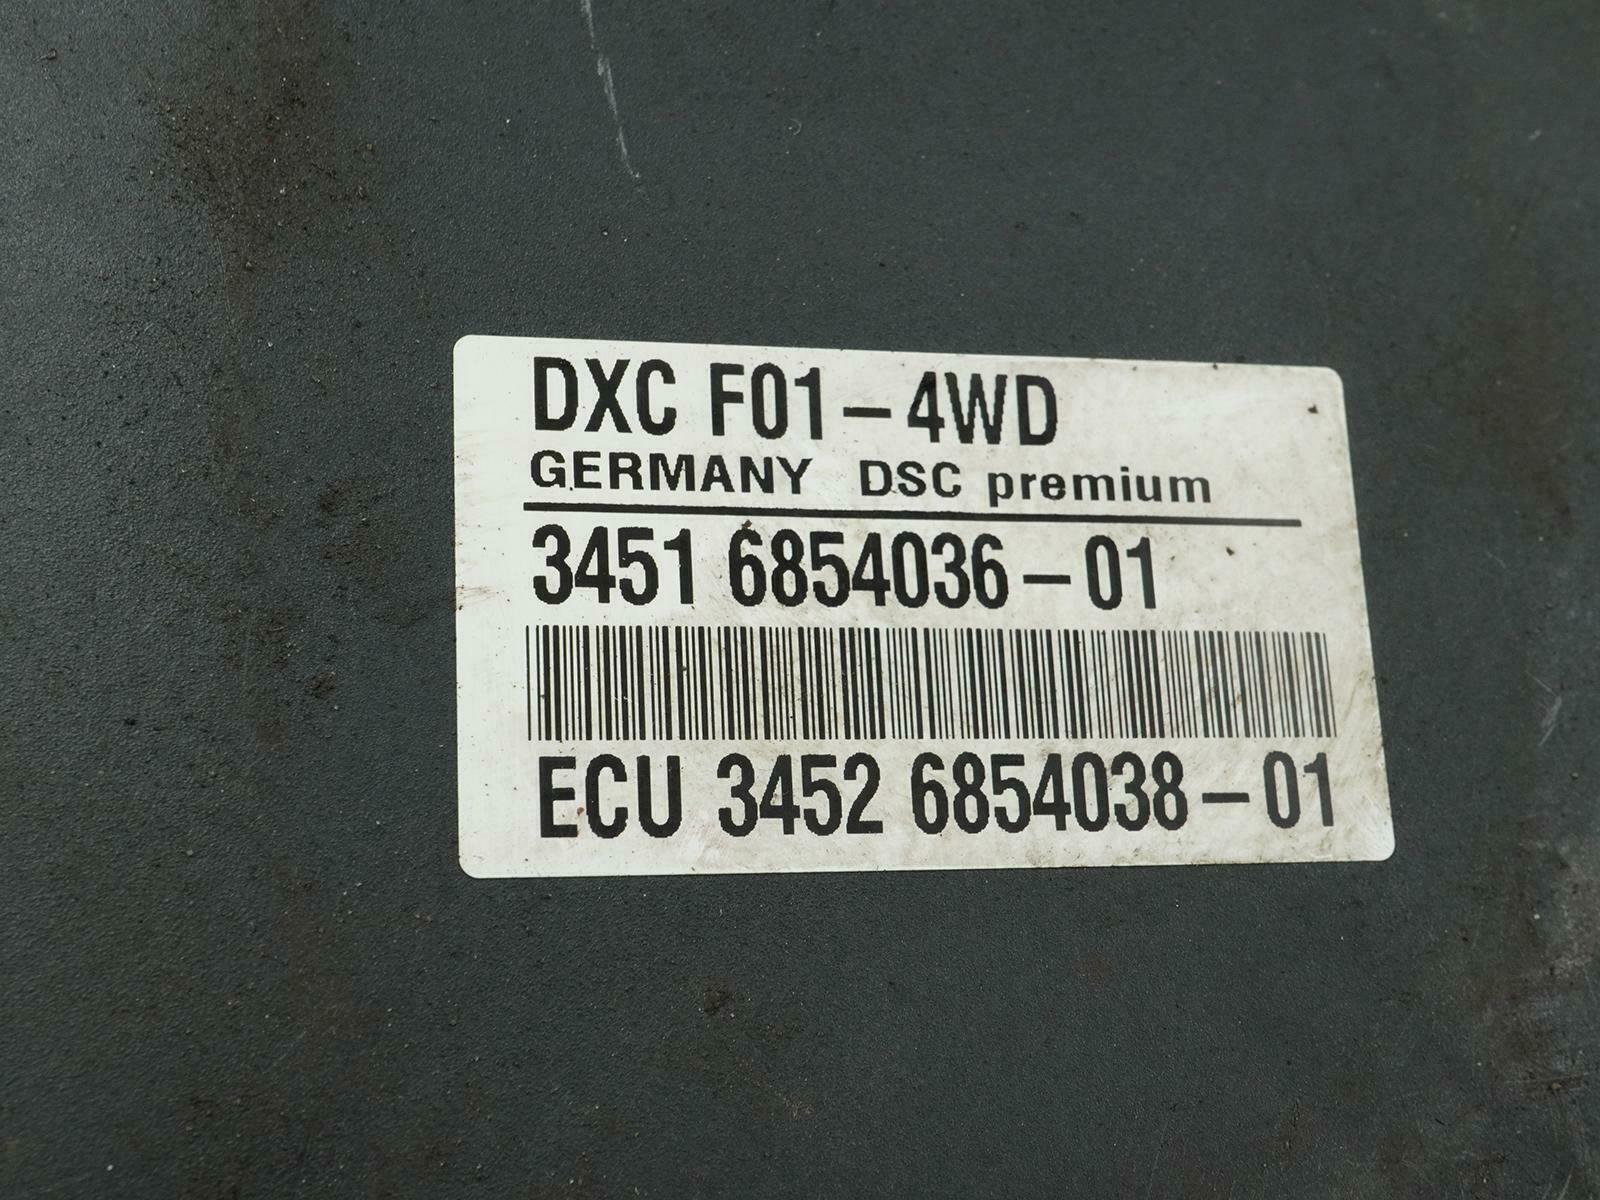 DXC F01-4WD
GERMANY DSC premium
3451 6854036-01
ECU 3452 6854038-01